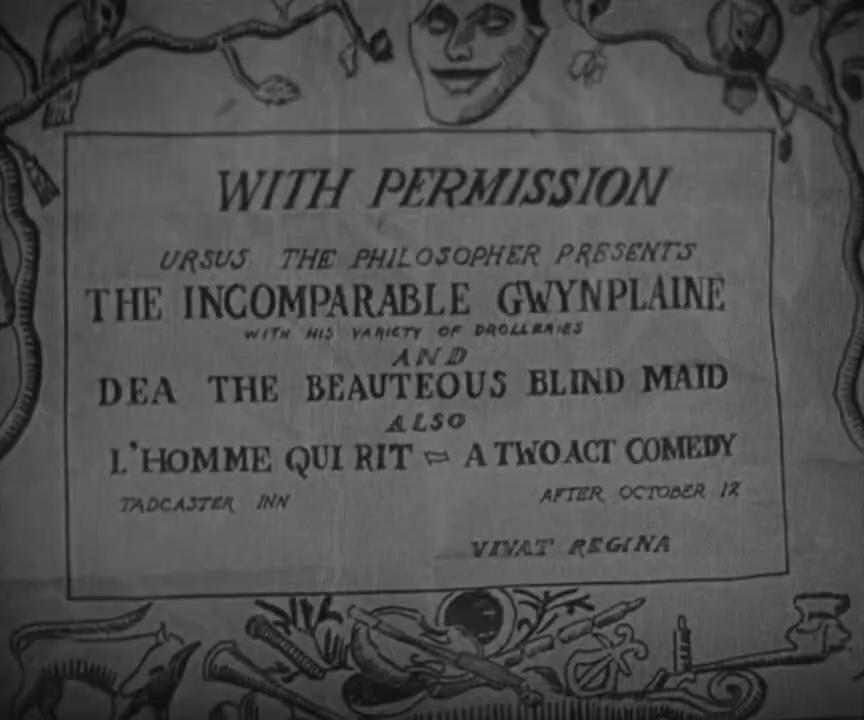 WITH PERMISSION
URSUS THE PHILOSOPHER PRESENTS
THE INCOMPARABLE GWYNPLAINE
WITH HIS VARIETY OF DROLLERIES
AND
DEA THE BEAUTEOUS BLIND MAID
ALSO
L'HOMME QUI RIT = A TWO ACT COMEDY
TADCASTER INN
AFTER OCTOBER 12
VIVAT REGINA